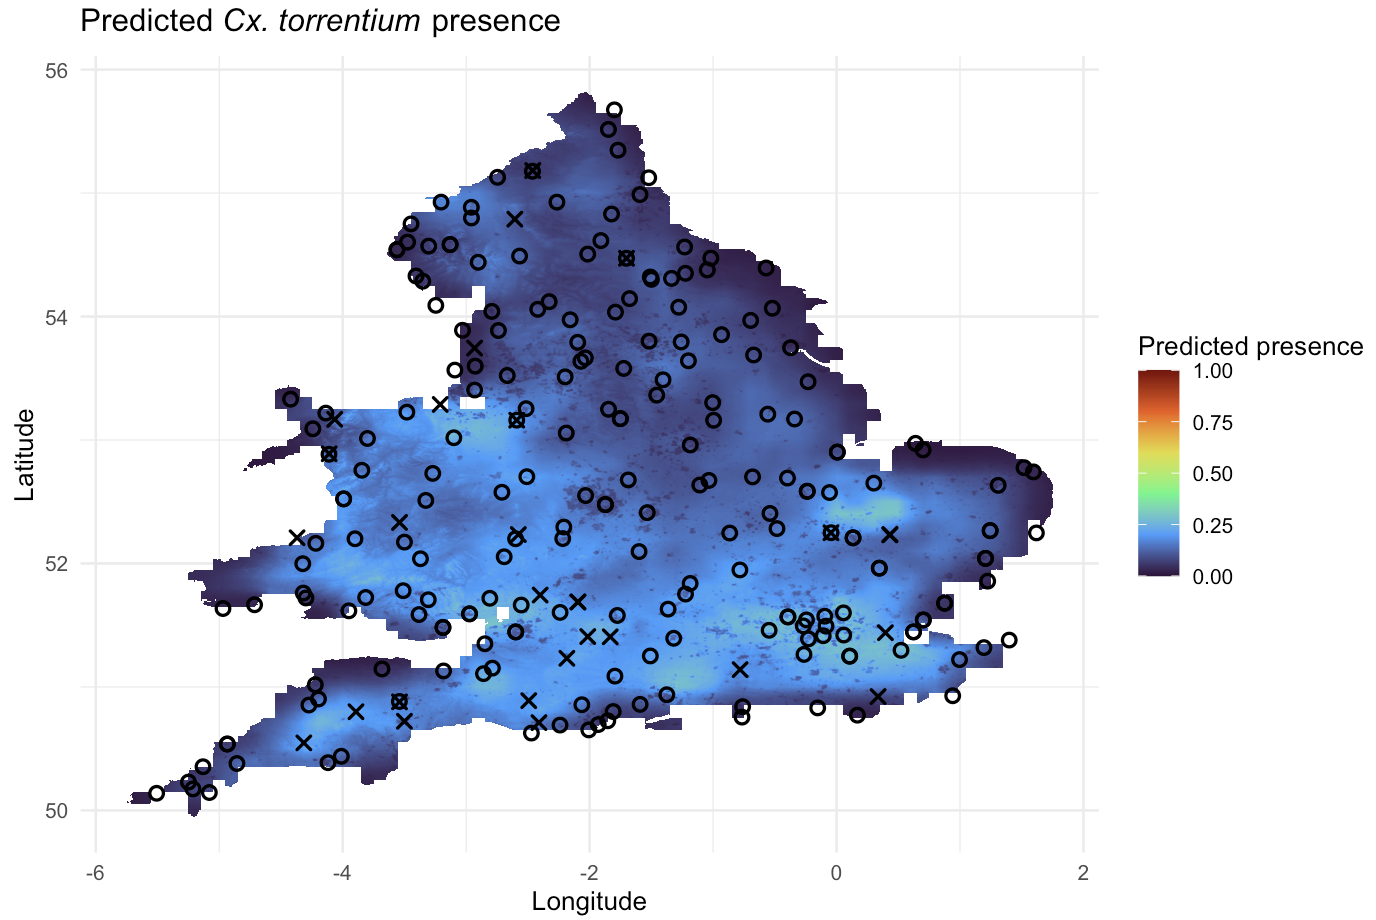 Predicted Cx. torrentium presence
56
54
52
50
Latitude
-6 -4 -2 0 2
Longitude
Predicted presence
1.00
0.75
0.50
0.25
0.00